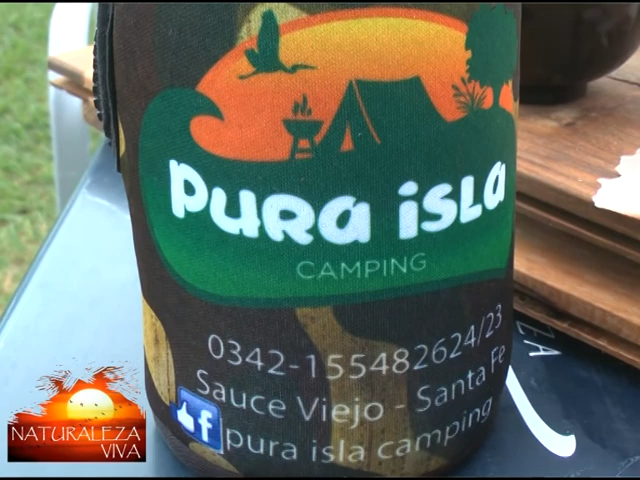 pura isla
CAMPING
0342-155482624/23
Sauce Viejo - Santa Fe
f pura isla camping
NATURALEZA
VIVA